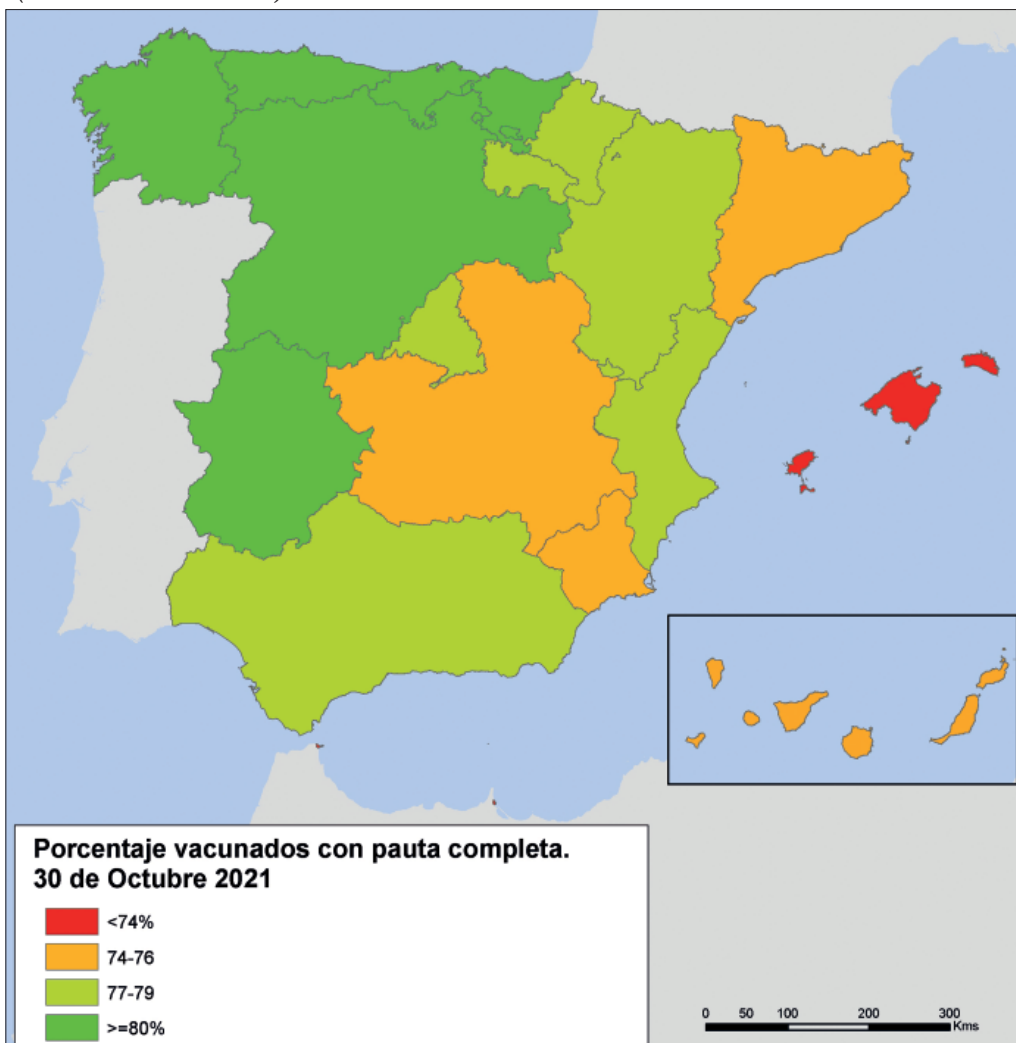 Porcentaje vacunados con pauta completa.
30 de Octubre 2021
<74%
74-76
77-79
>=80%
0 50 100 200 300
Kms